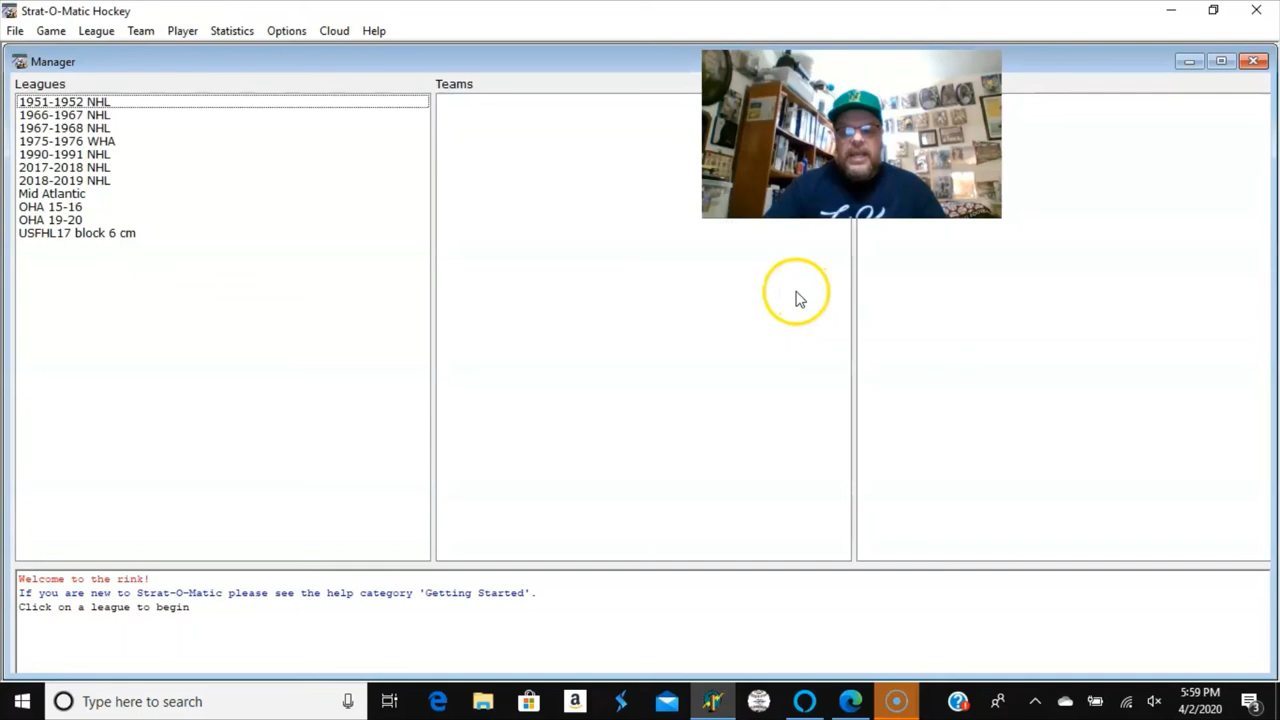 Strat-O-Matic Hockey
File Game League Team Player Statistics Options Cloud Help
Manager
Leagues
Teams
1951-1952 NHL
1966-1967 NHL
1967-1968 NHL
1975-1976 WHA
1990-1991 NHL
2017-2018 NHL
2018-2019 NHL
Mid Atlantic
OHA 15-16
OHA 19-20
USFHL17 block 6 cm
Welcome to the rink!
If you are new to Strat-O-Matic please see the help category 'Getting Started'.
Click on a league to begin
Type here to search
5:59 PM
4/2/2020
3